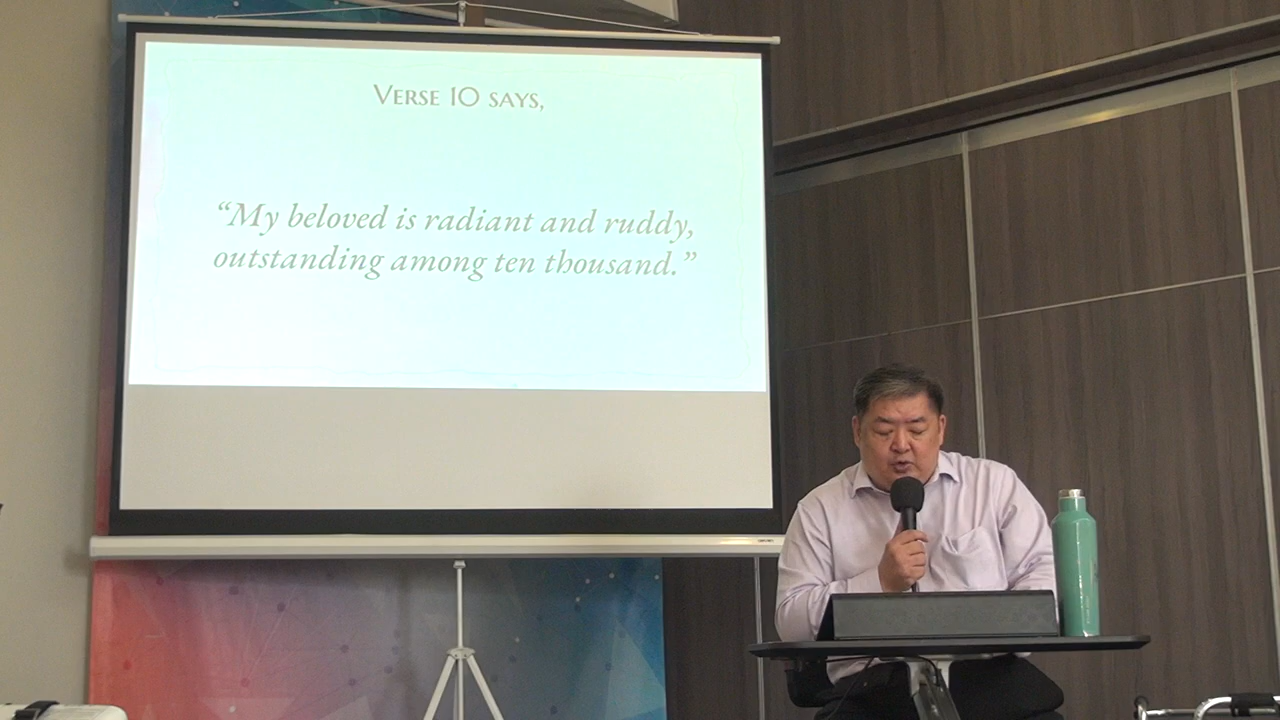 Verse 10 says,
“My beloved is radiant and ruddy,
outstanding among ten thousand.”